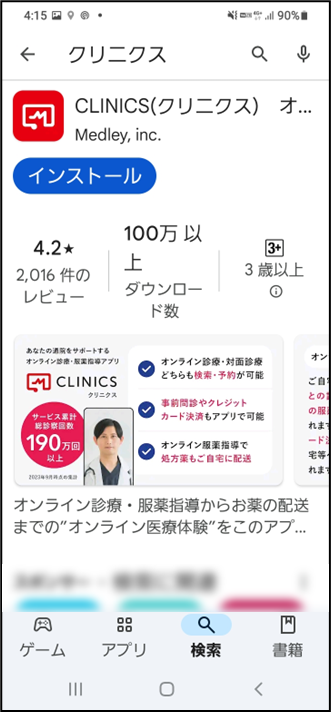 4:15 90%
クリニクス
CLINICS(クリニクス) オ...
Medley, inc.
インストール
4.2★
2,016 件の
レビュー
100万 以
上
ダウンロー
ド数
3+
3 歳以上
あなたの通院をサポートする
オンライン診療・服薬指導アプリ
CLINICS
クリニクス
サービス累計
総診察回数
190万回
以上
2023年9月時点の集計
オンライン診療・対面診療
どちらも検索・予約が可能
事前問診やクレジット
カード決済もアプリで可能
オンライン服薬指導で
処方薬もご自宅に配送
オン
ご自宅
との診
の服
れます
ード決
宅等へ
れま
オンライン診療・服薬指導からお薬の配送
までの"オンライン医療体験"をこのアプ...
ゲーム
アプリ
検索
書籍